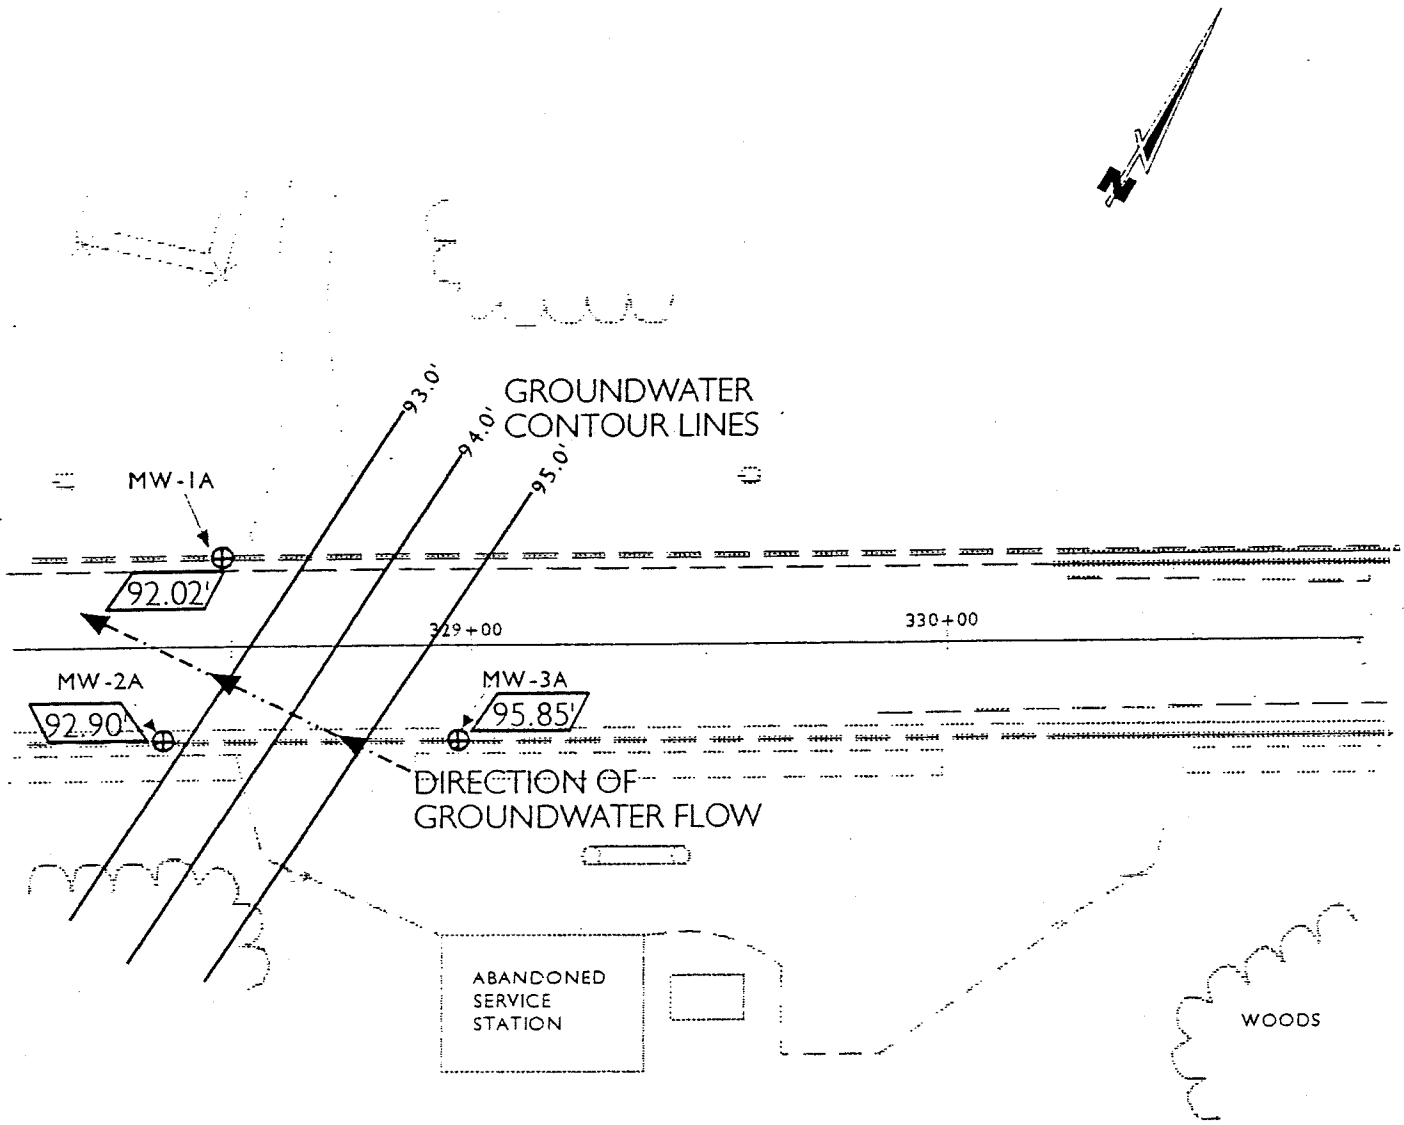 N
93.0'
94.0'
95.0'
GROUNDWATER
CONTOUR LINES
MW-1A
92.02'
329+00
330+00
MW-2A
92.90'
MW-3A
95.85'
DIRECTION OF
GROUNDWATER FLOW
ABANDONED
SERVICE
STATION
WOODS